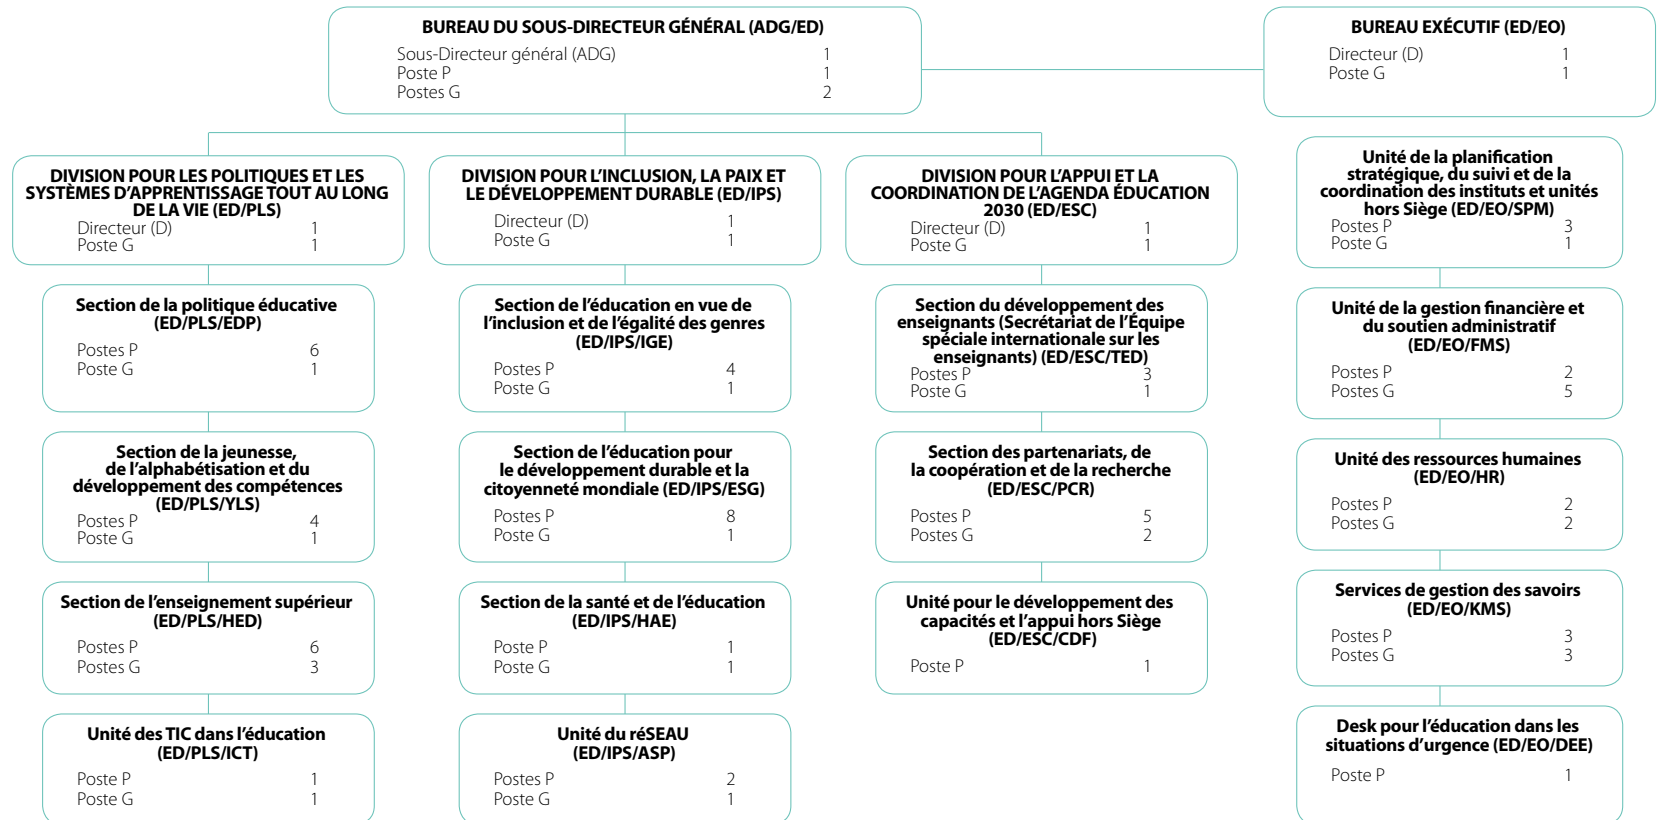 BUREAU DU SOUS-DIRECTEUR GÉNÉRAL (ADG/ED)
Sous-Directeur général (ADG) 1
Poste P 1
Postes G 2
BUREAU EXÉCUTIF (ED/EO)
Directeur (D) 1
Poste G 1
DIVISION POUR LES POLITIQUES ET LES
SYSTÈMES D'APPRENTISSAGE TOUT AU LONG
DE LA VIE (ED/PLS)
Directeur (D) 1
Poste G 1
Section de la politique éducative
(ED/PLS/EDP)
Postes P 6
Poste G 1
Section de la jeunesse,
de l'alphabétisation et du
développement des compétences
(ED/PLS/YLS)
Postes P 4
Poste G 1
Section de l'enseignement supérieur
(ED/PLS/HED)
Postes P 6
Postes G 3
Unité des TIC dans l'éducation
(ED/PLS/ICT)
Poste P 1
Poste G 1
DIVISION POUR L'INCLUSION, LA PAIX ET
LE DÉVELOPPEMENT DURABLE (ED/IPS)
Directeur (D) 1
Poste G 1
Section de l'éducation en vue de
l'inclusion et de l'égalité des genres
(ED/IPS/IGE)
Postes P 4
Poste G 1
Section de l'éducation pour
le développement durable et la
citoyenneté mondiale (ED/IPS/ESG)
Postes P 8
Poste G 1
Section de la santé et de l'éducation
(ED/IPS/HAE)
Poste P 1
Poste G 1
Unité du réSEAU
(ED/IPS/ASP)
Postes P 2
Poste G 1
DIVISION POUR L'APPUI ET LA
COORDINATION DE L'AGENDA ÉDUCATION
2030 (ED/ESC)
Directeur (D) 1
Poste G 1
Section du développement des
enseignants (Secrétariat de l'Équipe
spéciale internationale sur les
enseignants) (ED/ESC/TED)
Postes P 3
Poste G 1
Section des partenariats, de
la coopération et de la recherche
(ED/ESC/PCR)
Postes P 5
Postes G 2
Unité pour le développement des
capacités et l'appui hors Siège
(ED/ESC/CDF)
Poste P 1
Unité de la planification
stratégique, du suivi et de la
coordination des instituts et unités
hors Siège (ED/EO/SPM)
Postes P 3
Poste G 1
Unité de la gestion financière et
du soutien administratif
(ED/EO/FMS)
Postes P 2
Postes G 5
Unité des ressources humaines
(ED/EO/HR)
Postes P 2
Postes G 2
Services de gestion des savoirs
(ED/EO/KMS)
Postes P 3
Postes G 3
Desk pour l'éducation dans les
situations d'urgence (ED/EO/DEE)
Poste P 1